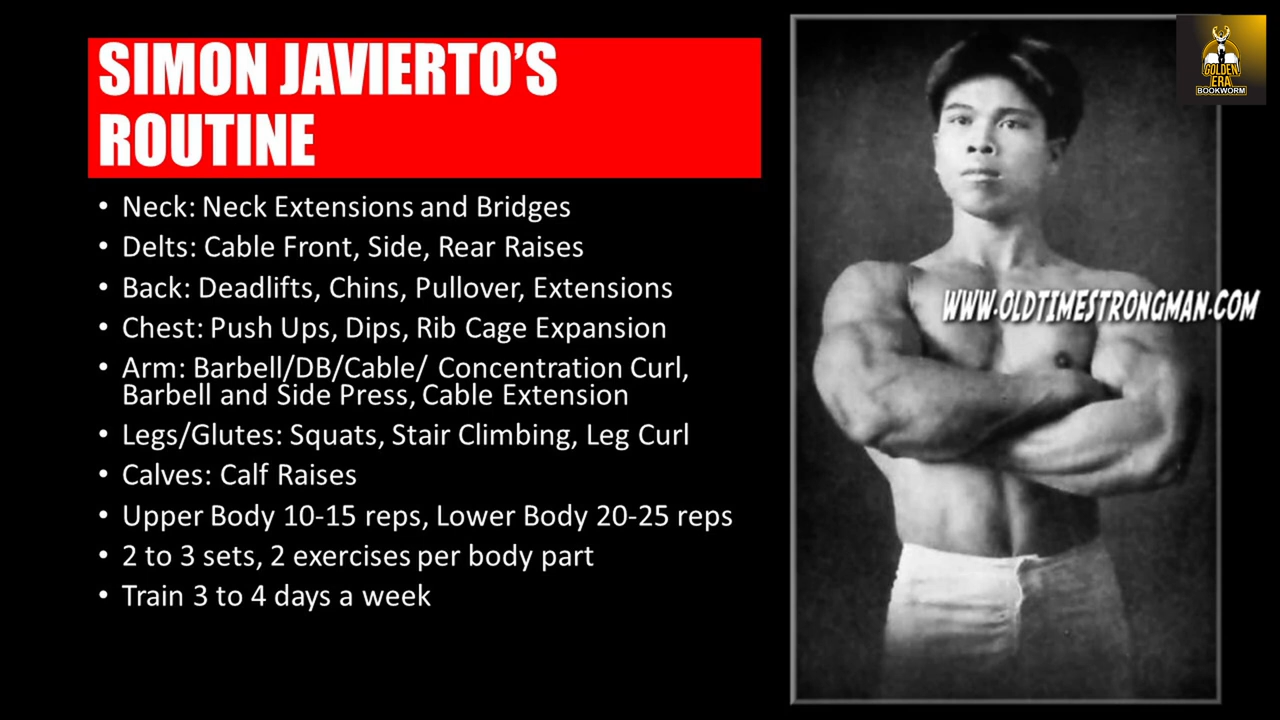 SIMON JAVIERTO'S
ROUTINE
• Neck: Neck Extensions and Bridges
• Delts: Cable Front, Side, Rear Raises
• Back: Deadlifts, Chins, Pullover, Extensions
• Chest: Push Ups, Dips, Rib Cage Expansion
• Arm: Barbell/DB/Cable/ Concentration Curl,
Barbell and Side Press, Cable Extension
• Legs/Glutes: Squats, Stair Climbing, Leg Curl
• Calves: Calf Raises
• Upper Body 10-15 reps, Lower Body 20-25 reps
• 2 to 3 sets, 2 exercises per body part
• Train 3 to 4 days a week
GOLDEN
ERA
BOOKWORM
WWW.OLDTIMESTRONGMAN.COM